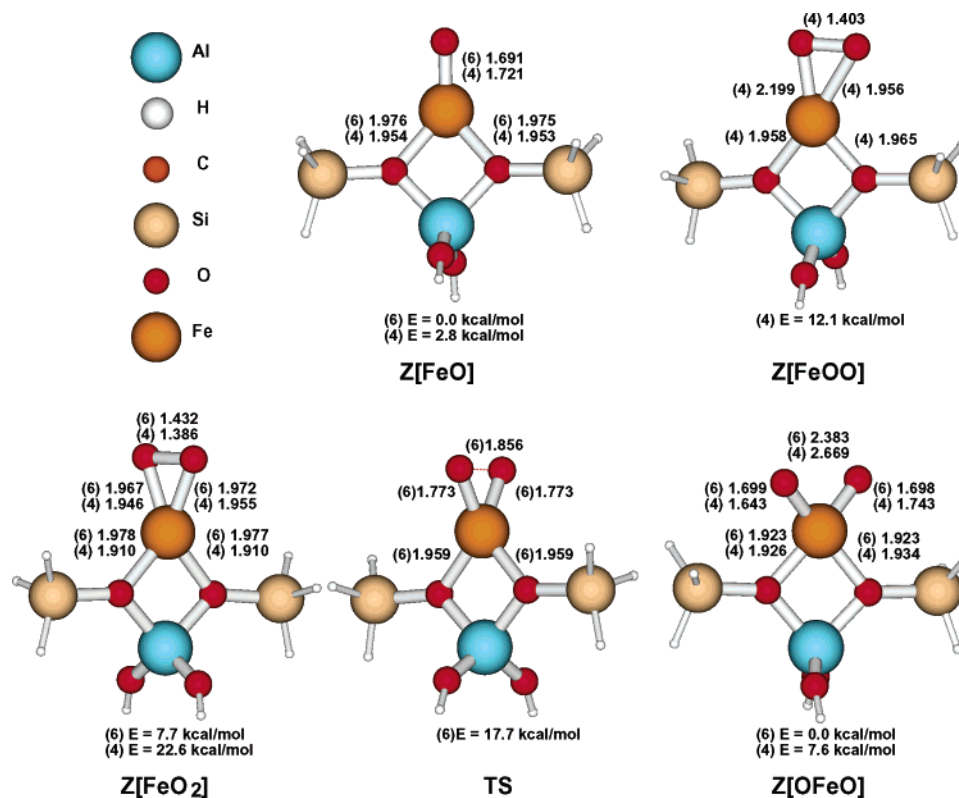 Al
H
C
Si
O
Fe
(6) 1.691
(4) 1.721
(6) 1.976
(4) 1.954
(6) 1.975
(4) 1.953
(6) E = 0.0 kcal/mol
(4) E = 2.8 kcal/mol
Z[FeO]
(4) 1.403
(4) 2.199
(4) 1.956
(4) 1.958
(4) 1.965
(4) E = 12.1 kcal/mol
Z[FeOO]
(6) 1.432
(4) 1.386
(6) 1.967
(4) 1.946
(6) 1.972
(4) 1.955
(6) 1.978
(4) 1.910
(6) 1.977
(4) 1.910
(6) E = 7.7 kcal/mol
(4) E = 22.6 kcal/mol
Z[FeO2]
(6)1.856
(6)1.773
(6)1.773
(6)1.959
(6)1.959
(6)E = 17.7 kcal/mol
TS
(6) 2.383
(4) 2.669
(6) 1.699
(4) 1.643
(6) 1.698
(4) 1.743
(6) 1.923
(4) 1.926
(6) 1.923
(4) 1.934
(6) E = 0.0 kcal/mol
(4) E = 7.6 kcal/mol
Z[OFeO]